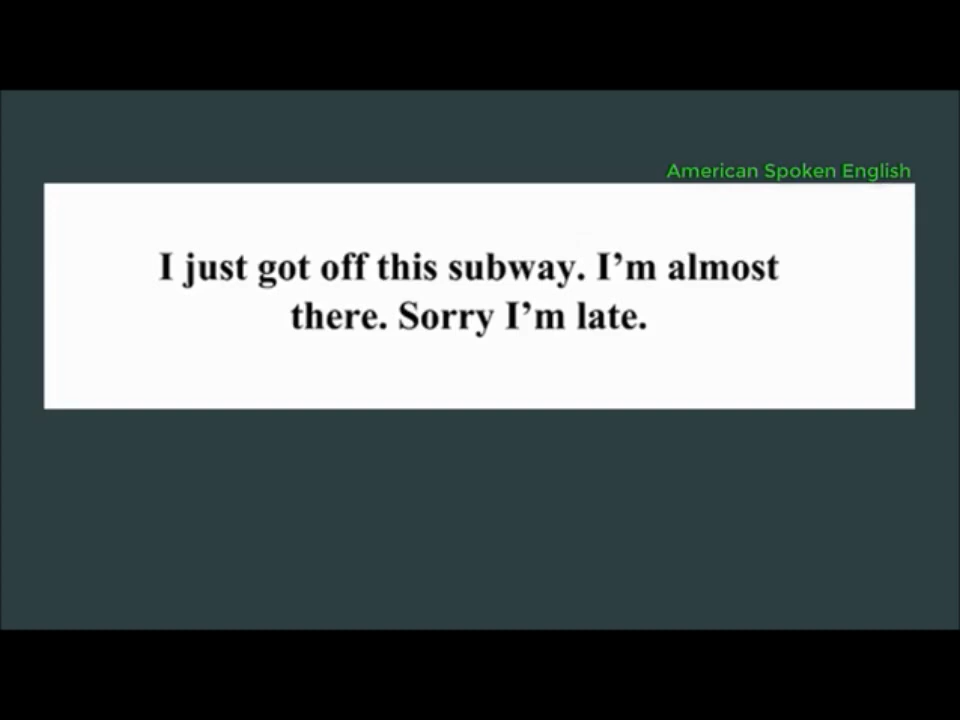 American Spoken English
I just got off this subway. I’m almost
there. Sorry I’m late.